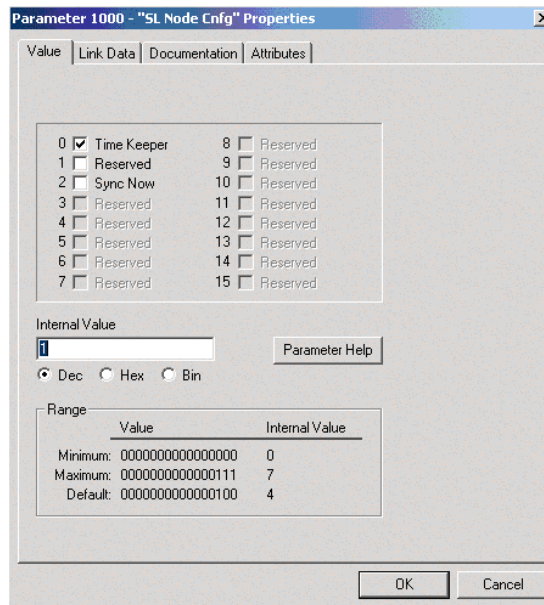 Parameter 1000 - "SL Node Cnfg" Properties
Value Link Data Documentation Attributes
0 Time Keeper 8 Reserved
1 Reserved 9 Reserved
2 Sync Now 10 Reserved
3 Reserved 11 Reserved
4 Reserved 12 Reserved
5 Reserved 13 Reserved
6 Reserved 14 Reserved
7 Reserved 15 Reserved
Internal Value
1 Parameter Help
Dec Hex Bin
Range
Value Internal Value
Minimum: 0000000000000000 0
Maximum: 0000000000000111 7
Default: 0000000000000100 4
OK Cancel